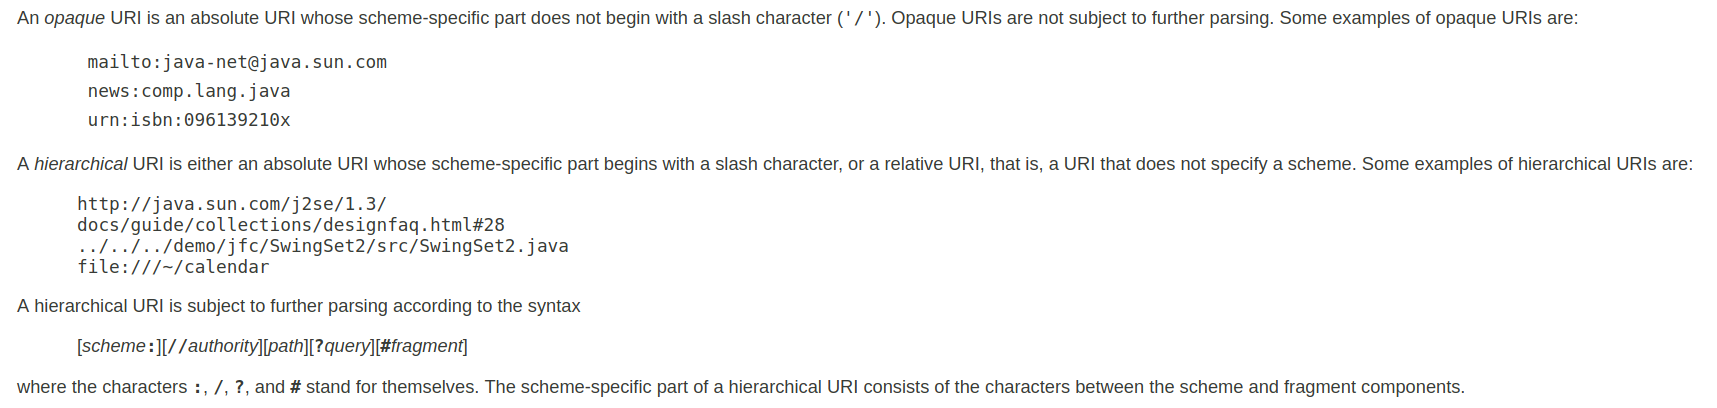 An opaque URI is an absolute URI whose scheme-specific part does not begin with a slash character ('/'). Opaque URIs are not subject to further parsing. Some examples of opaque URIs are:
mailto:java-net@java.sun.com
news:comp.lang.java
urn:isbn:096139210x
A hierarchical URI is either an absolute URI whose scheme-specific part begins with a slash character, or a relative URI, that is, a URI that does not specify a scheme. Some examples of hierarchical URIs are:
http://java.sun.com/j2se/1.3/
docs/guide/collections/designfaq.html#28
../../../demo/jfc/SwingSet2/src/SwingSet2.java
file:///~/calendar
A hierarchical URI is subject to further parsing according to the syntax
[scheme:][//authority][path][?query][#fragment]
where the characters :, /, ?, and # stand for themselves. The scheme-specific part of a hierarchical URI consists of the characters between the scheme and fragment components.